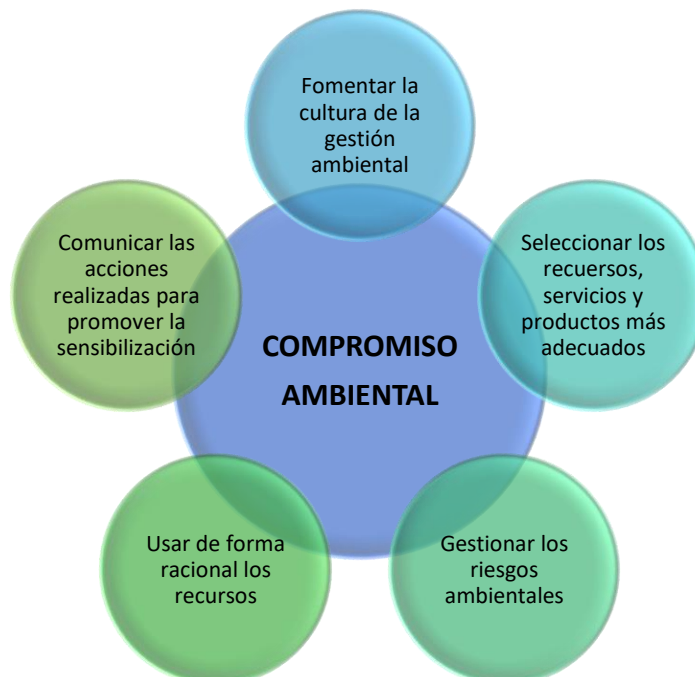 Fomentar la
cultura de la
gestión
ambiental
Seleccionar los
recuersos,
servicios y
productos más
adecuados
Gestionar los
riesgos
ambientales
Usar de forma
racional los
recursos
Comunicar las
acciones
realizadas para
promover la
sensibilización
COMPROMISO
AMBIENTAL